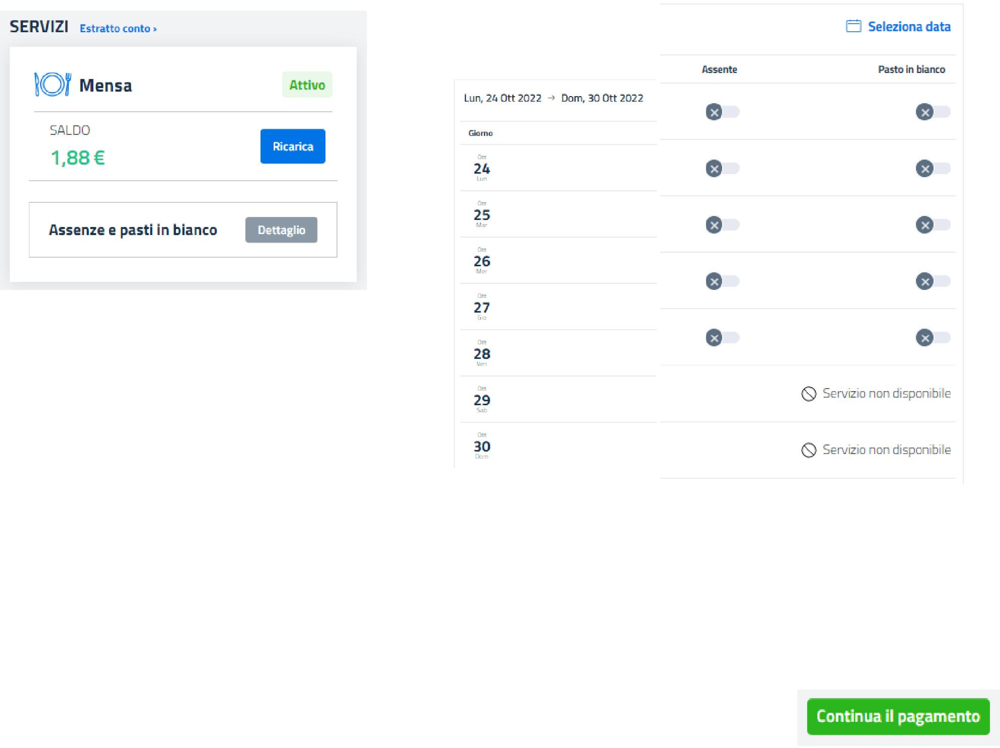 SERVIZI Estratto conto ›
Mensa
Attivo
SALDO
1,88 €
Ricarica
Assenze e pasti in bianco
Dettaglio
Lun, 24 Ott 2022 → Dom, 30 Ott 2022
Giorno
Ott
24
Lun
Ott
25
Mar
Ott
26
Mer
Ott
27
Gio
Ott
28
Ven
Ott
29
Sab
Ott
30
Dom
Seleziona data
Assente Pasto in bianco
Servizio non disponibile
Servizio non disponibile
Continua il pagamento